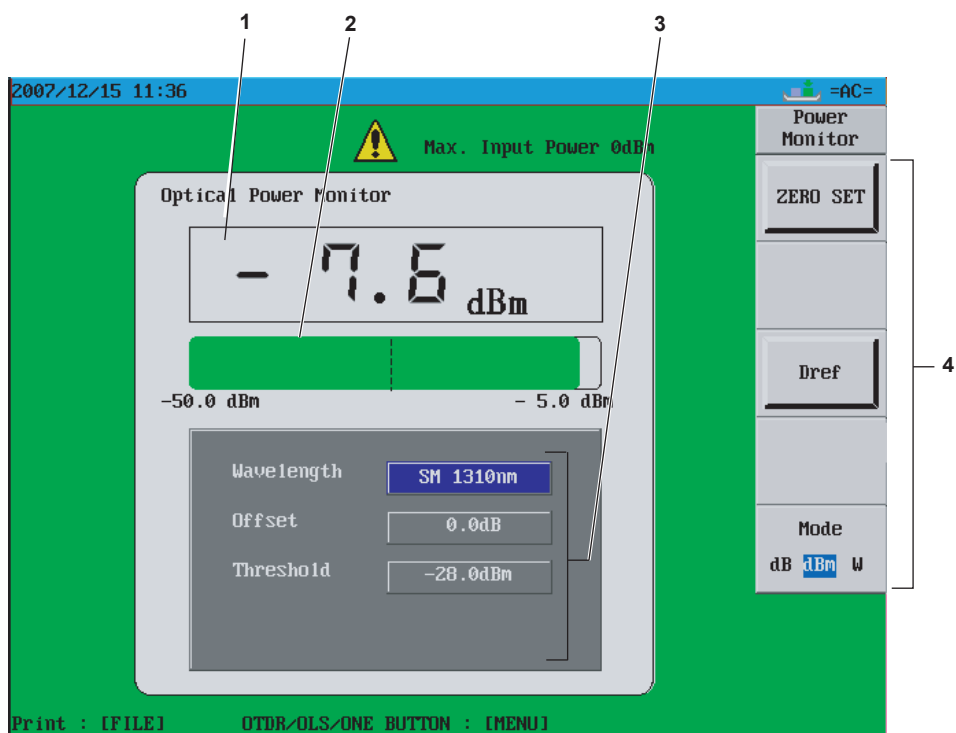 1 2 3
2007/12/15 11:36 =AC=
Power
Monitor
Max. Input Power 0dBm
Optical Power Monitor
ZERO SET
- 7.6 dBm
Dref
4
-50.0 dBm - 5.0 dBm
Wavelength SM 1310nm
Offset 0.0dB
Threshold -28.0dBm
Mode
dB dBm W
Print : [FILE] OTDR/OLS/ONE BUTTON : [MENU]